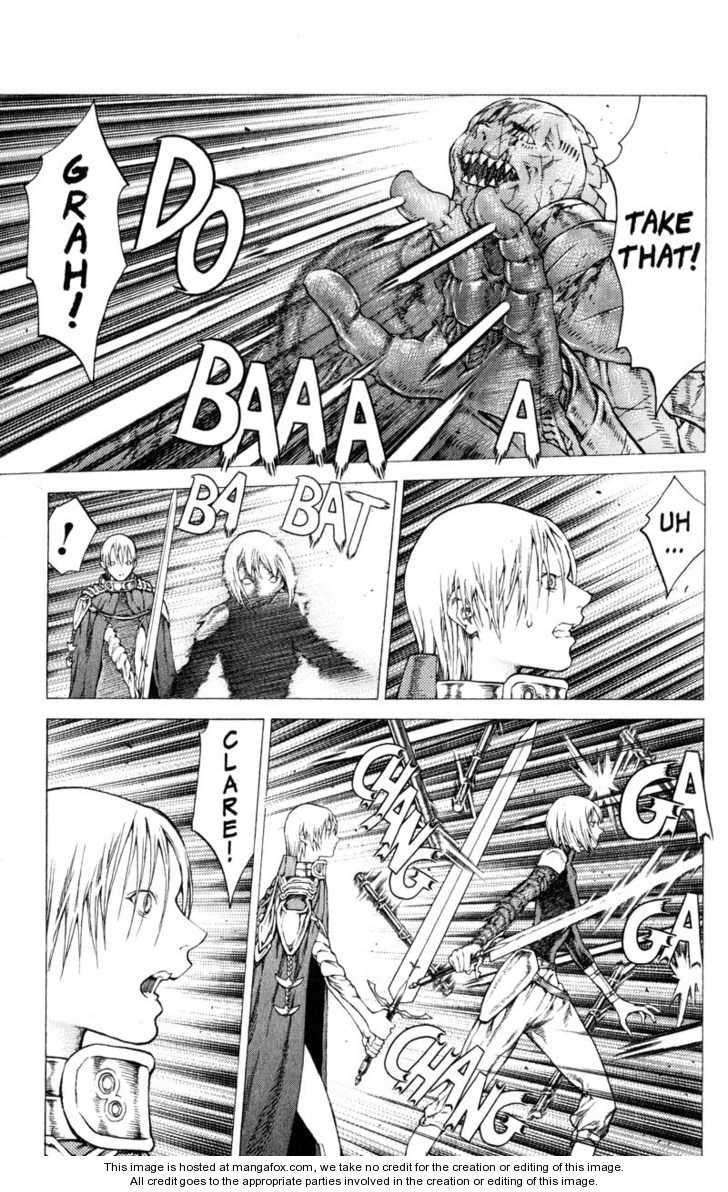 TAKE
THAT!
GRAH!
DO
BAAA A
UH
...
!
BA BAT
GA
GA
CHANG
CHANG
CLARE!
This image is hosted at mangafox.com, we take no credit for the creation or editing of this image.
All credit goes to the appropriate parties involved in the creation or editing of this image.